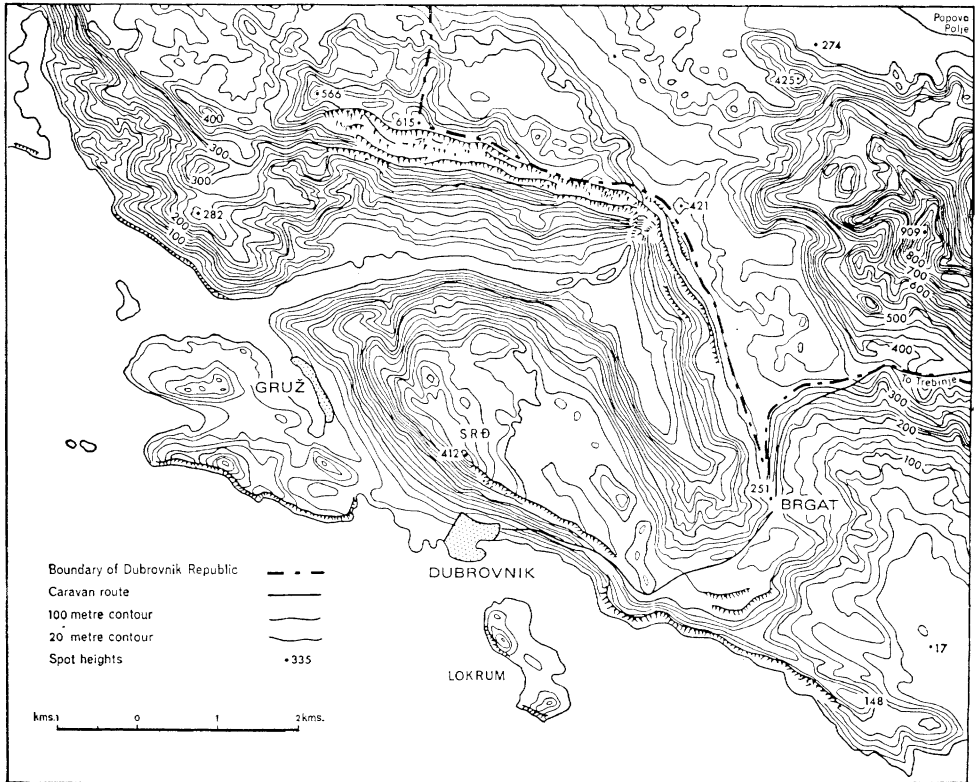 Popovo
Polje
274
425
566
400
615
300
300
421
282
200
100
909
800
700
600
500
400
To Trebinje
300
200
GRUŽ
SRĐ
412
100
251
BRGAT
DUBROVNIK
Boundary of Dubrovnik Republic
Caravan route
100 metre contour
20 metre contour
Spot heights
•335
17
LOKRUM
148
kms.1 0 1 2 kms.